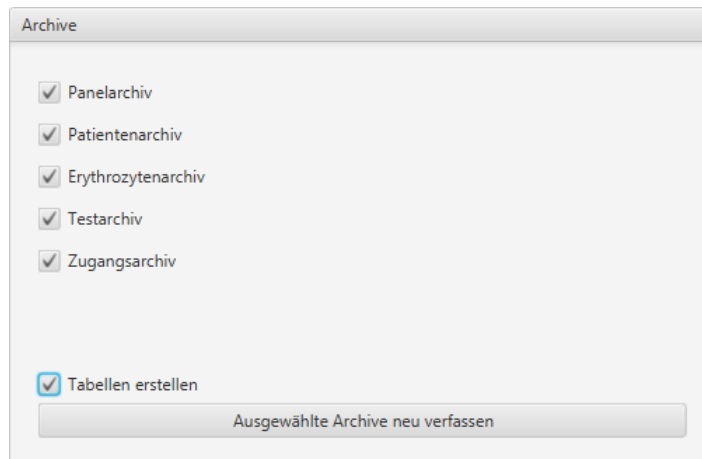 Archive
Panelarchiv
Patientenarchiv
Erythrozytenarchiv
Testarchiv
Zugangsarchiv
Tabellen erstellen
Ausgewählte Archive neu verfassen